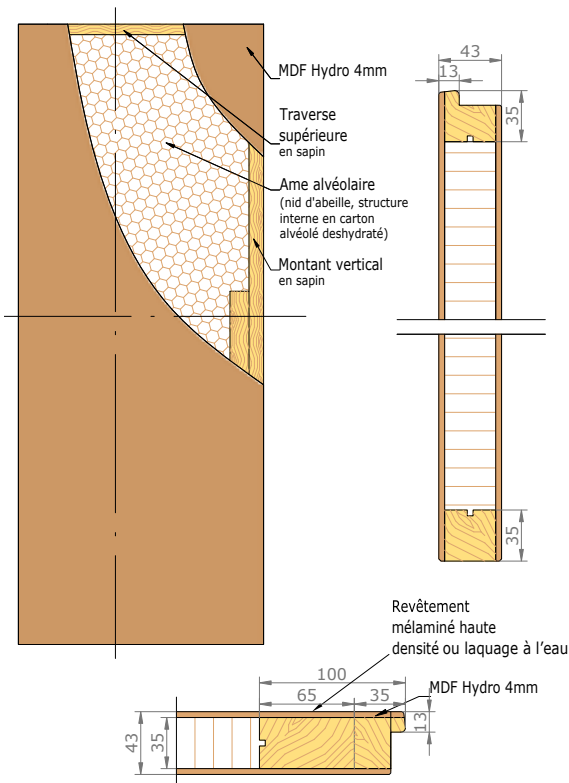 MDF Hydro 4mm
Traverse
supérieure
en sapin
Ame alvéolaire
(nid d'abeille, structure
interne en carton
alvéolé deshydraté)
Montant vertical
en sapin
43
13
35
35
Revêtement
mélaminé haute
densité ou laquage à l'eau
MDF Hydro 4mm
100
65 35
13
43
35